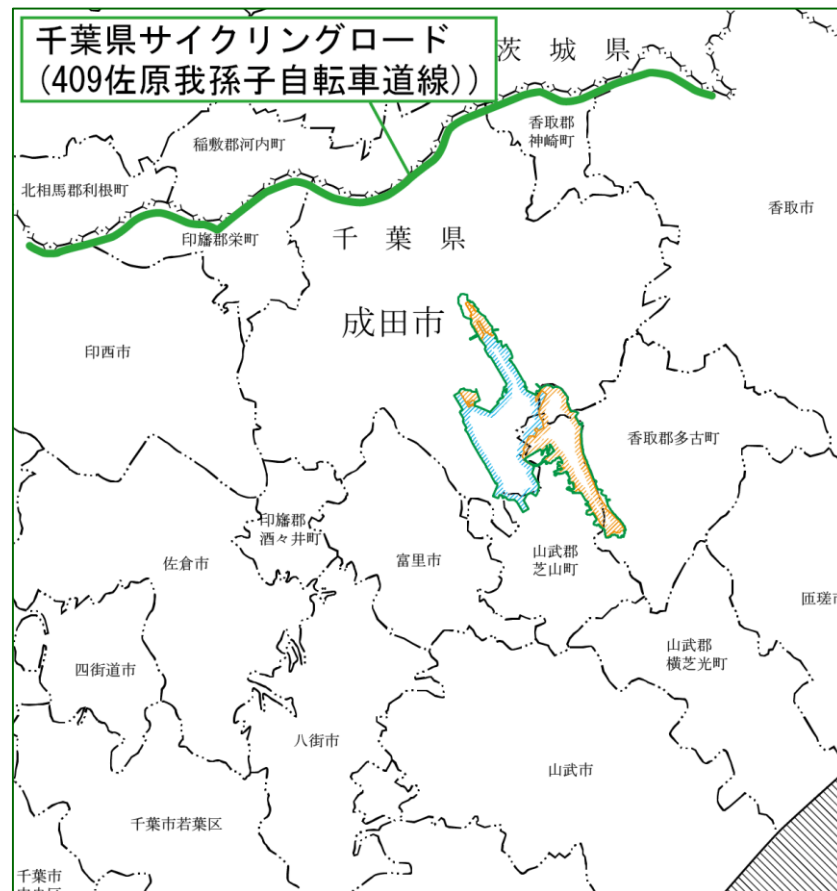 千葉県サイクリングロード
(409佐原我孫子自転車道線))
茨城県
香取郡
神崎町
稲敷郡河内町
北相馬郡利根町
香取市
印旛郡栄町
千葉県
成田市
印西市
香取郡多古町
印旛郡
酒々井町
佐倉市
富里市
山武郡
芝山町
匝瑳市
山武郡
横芝光町
四街道市
八街市
山武市
千葉市若葉区
千葉市
中央区